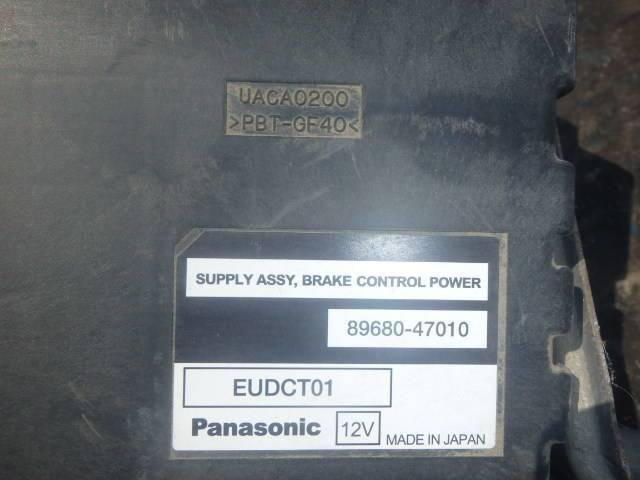 UACA0200
>PBT-GF40<
SUPPLY ASSY, BRAKE CONTROL POWER
89680-47010
EUDCT01
Panasonic 12V MADE IN JAPAN